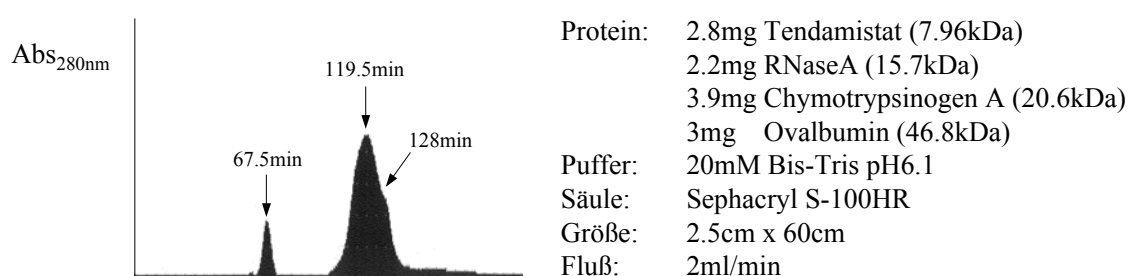 Abs280nm
67.5min
119.5min
128min
Protein: 2.8mg Tendamistat (7.96kDa)
2.2mg RNaseA (15.7kDa)
3.9mg Chymotrypsinogen A (20.6kDa)
3mg Ovalbumin (46.8kDa)
Puffer: 20mM Bis-Tris pH6.1
Säule: Sephacryl S-100HR
Größe: 2.5cm x 60cm
Fluß: 2ml/min